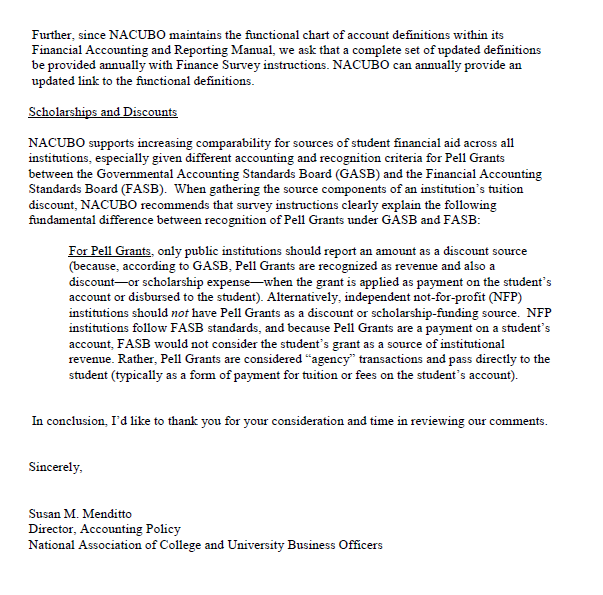 Further, since NACUBO maintains the functional chart of account definitions within its
Financial Accounting and Reporting Manual, we ask that a complete set of updated definitions
be provided annually with Finance Survey instructions. NACUBO can annually provide an
updated link to the functional definitions.
Scholarships and Discounts
NACUBO supports increasing comparability for sources of student financial aid across all
institutions, especially given different accounting and recognition criteria for Pell Grants
between the Governmental Accounting Standards Board (GASB) and the Financial Accounting
Standards Board (FASB).  When gathering the source components of an institution's tuition
discount, NACUBO recommends that survey instructions clearly explain the following
fundamental difference between recognition of Pell Grants under GASB and FASB:
For Pell Grants, only public institutions should report an amount as a discount source
(because, according to GASB, Pell Grants are recognized as revenue and also a
discount—or scholarship expense—when the grant is applied as payment on the student's
account or disbursed to the student). Alternatively, independent not-for-profit (NFP)
institutions should not have Pell Grants as a discount or scholarship-funding source.  NFP
institutions follow FASB standards, and because Pell Grants are a payment on a student's
account, FASB would not consider the student's grant as a source of institutional
revenue. Rather, Pell Grants are considered "agency" transactions and pass directly to the
student (typically as a form of payment for tuition or fees on the student's account).
In conclusion, I'd like to thank you for your consideration and time in reviewing our comments.
Sincerely,
Susan M. Menditto
Director, Accounting Policy
National Association of College and University Business Officers